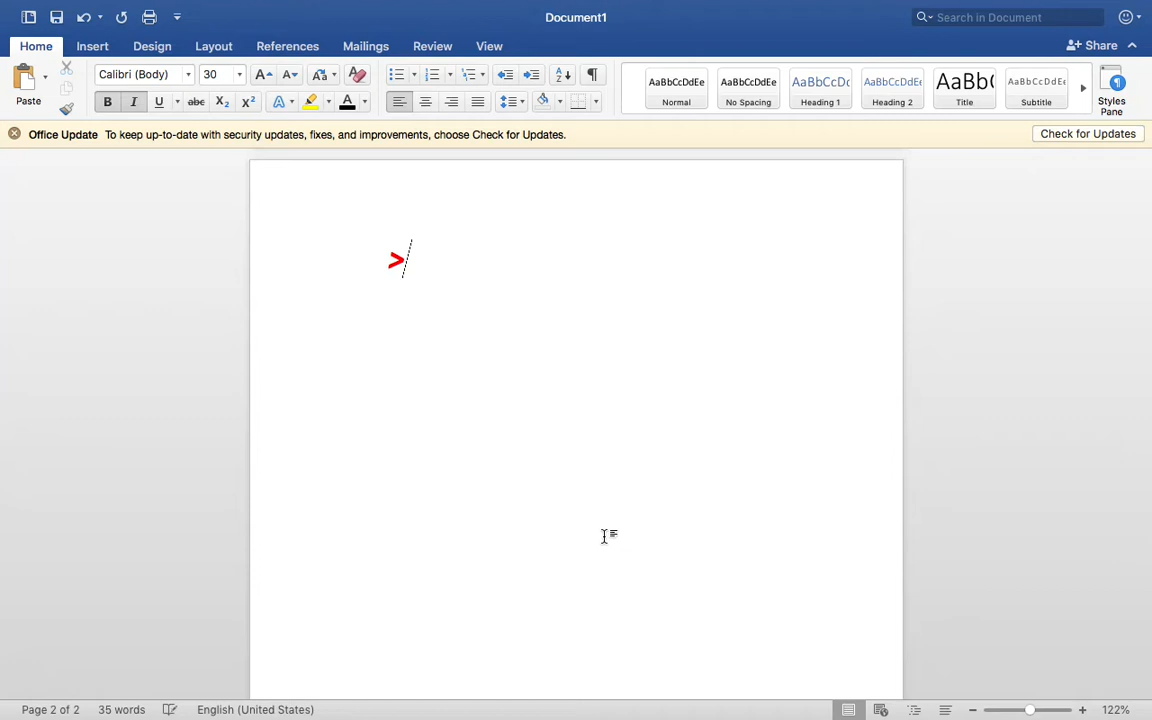 Document1
Search in Document
Home Insert Design Layout References Mailings Review View
Share
Paste
Calibri (Body) 30
B I U abc X₂ X²
AaBbCcDdEe AaBbCcDdEe AaBbCcDc AaBbCcDdEe AaBb( AaBbCcDdEe
Normal No Spacing Heading 1 Heading 2 Title Subtitle
Styles
Pane
Office Update To keep up-to-date with security updates, fixes, and improvements, choose Check for Updates.
Check for Updates
>
Page 2 of 2 35 words English (United States) 122%